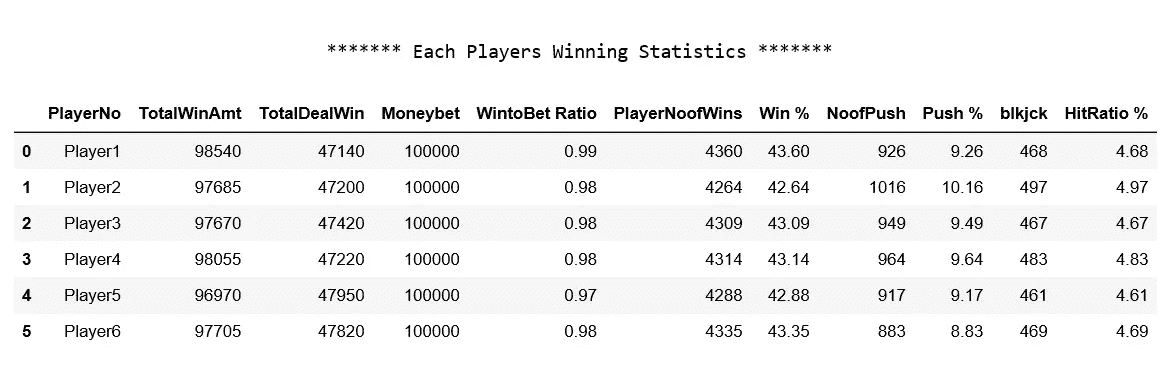 ******* Each Players Winning Statistics *******
PlayerNo TotalWinAmt TotalDealWin Moneybet WintoBet Ratio PlayerNoofWins Win % NoofPush Push % blkjck HitRatio %
0 Player1 98540 47140 100000 0.99 4360 43.60 926 9.26 468 4.68
1 Player2 97685 47200 100000 0.98 4264 42.64 1016 10.16 497 4.97
2 Player3 97670 47420 100000 0.98 4309 43.09 949 9.49 467 4.67
3 Player4 98055 47220 100000 0.98 4314 43.14 964 9.64 483 4.83
4 Player5 96970 47950 100000 0.97 4288 42.88 917 9.17 461 4.61
5 Player6 97705 47820 100000 0.98 4335 43.35 883 8.83 469 4.69